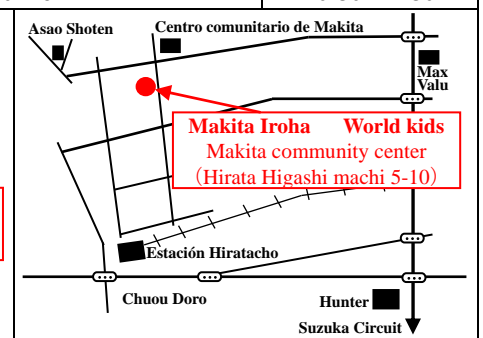 Asao Shoten
Centro comunitario de Makita
Max
Valu
Makita Iroha World kids
Makita community center
（Hirata Higashi machi 5-10）
Estación Hiratacho
Chuou Doro
Hunter
Suzuka Circuit